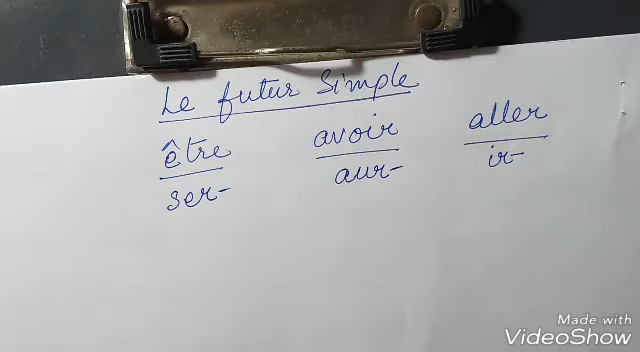 Le futur simple
être avoir aller
ser- aur- ir-
Made with
VideoShow